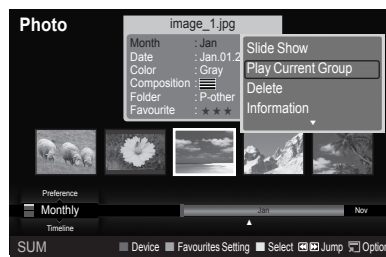 Photo
image_1.jpg
Month : Jan
Date : Jan.01.2
Color : Gray
Composition :
Folder : P-other
Favourite : ★ ★ ★
Slide Show
Play Current Group
Delete
Information
Preference
Monthly
Timeline
Jan
Nov
SUM
Device
Favourites Setting
Select
Jump
Option